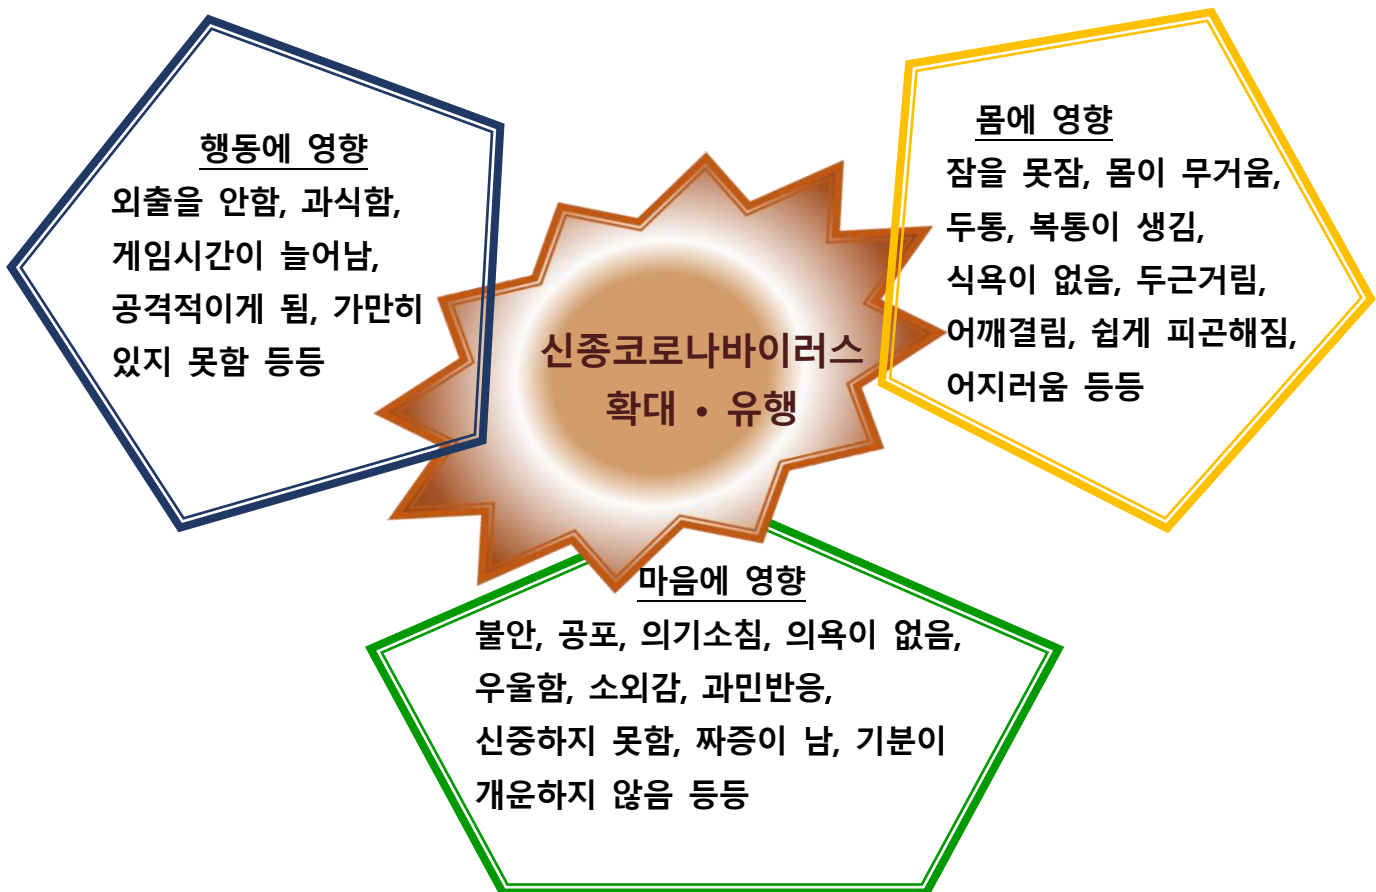 행동에 영향
외출을 안함, 과식함,
게임시간이 늘어남,
공격적이게 됨, 가만히
있지 못함 등등
몸에 영향
잠을 못잠, 몸이 무거움,
두통, 복통이 생김,
식욕이 없음, 두근거림,
어깨결림, 쉽게 피곤해짐,
어지러움 등등
신종코로나바이러스
확대 · 유행
마음에 영향
불안, 공포, 의기소침, 의욕이 없음,
우울함, 소외감, 과민반응,
신중하지 못함, 짜증이 남, 기분이
개운하지 않음 등등